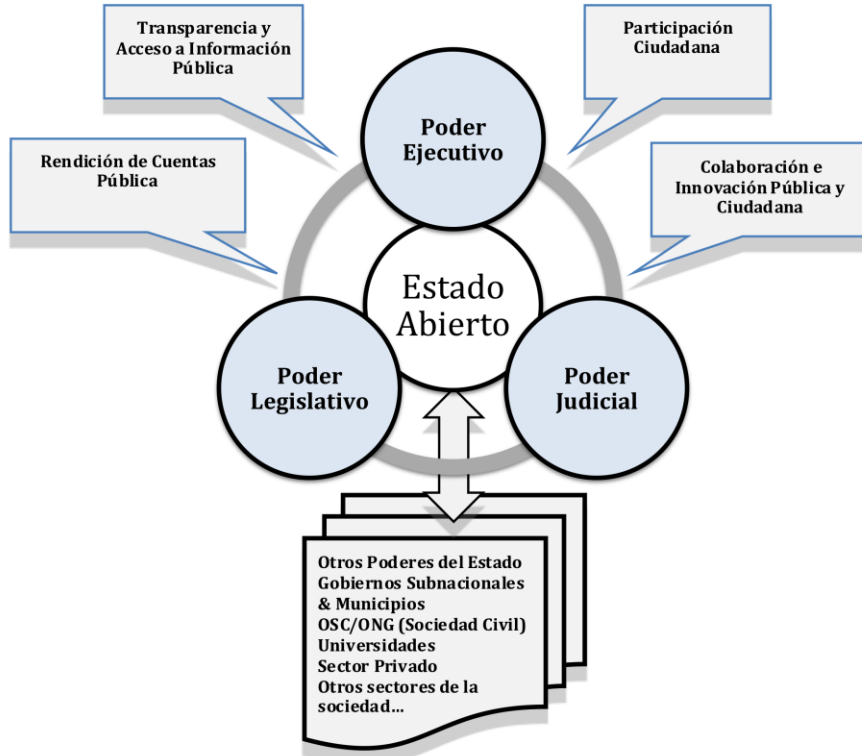 Transparencia y
Acceso a Información
Pública
Participación
Ciudadana
Rendición de Cuentas
Pública
Colaboración e
Innovación Pública y
Ciudadana
Poder
Ejecutivo
Estado
Abierto
Poder
Legislativo
Poder
Judicial
Otros Poderes del Estado
Gobiernos Subnacionales
& Municipios
OSC/ONG (Sociedad Civil)
Universidades
Sector Privado
Otros sectores de la
sociedad...